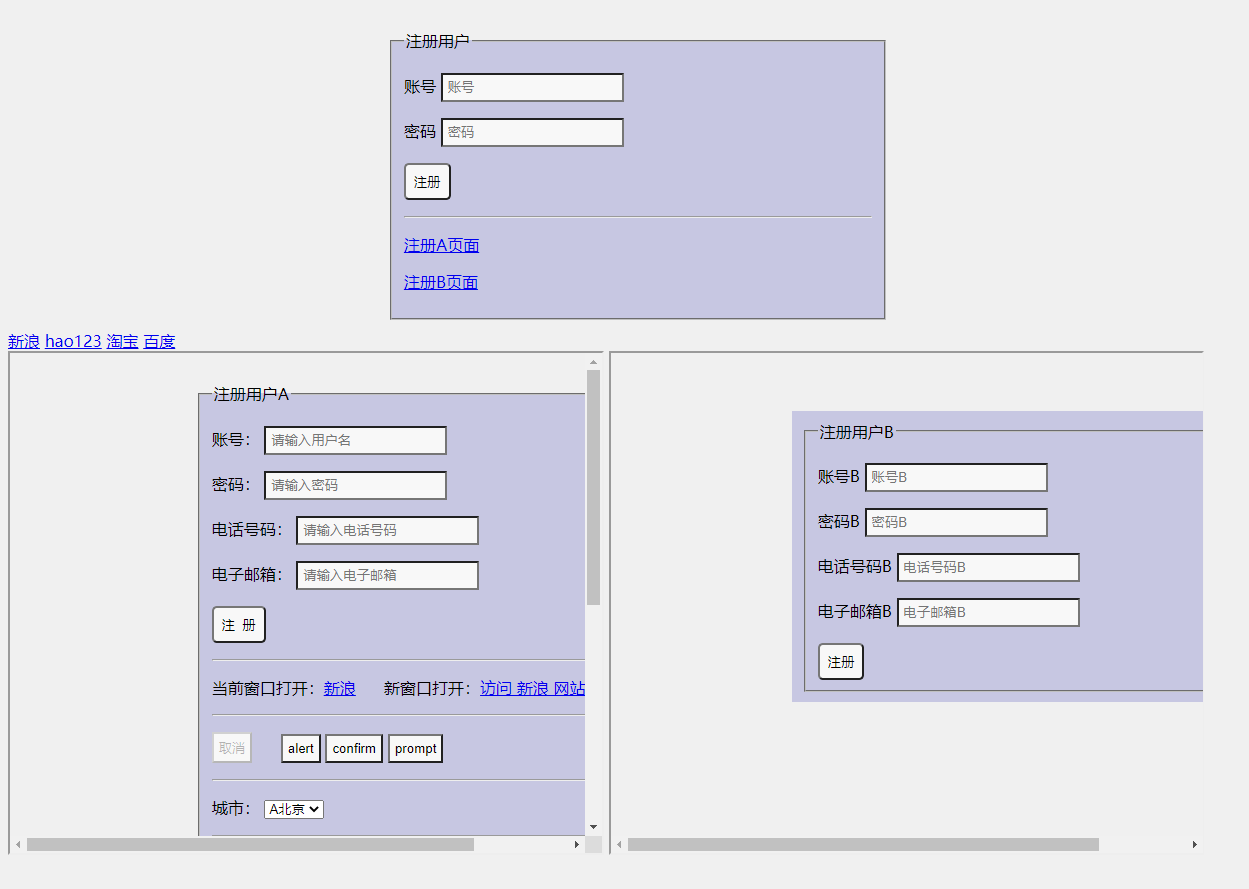 注册用户
账号 账号
密码 密码
注册
注册A页面
注册B页面
新浪 hao123 淘宝 百度
注册用户A
账号： 请输入用户名
密码： 请输入密码
电话号码： 请输入电话号码
电子邮箱： 请输入电子邮箱
注 册
当前窗口打开：新浪 新窗口打开：访问 新浪 网站
取消 alert confirm prompt
城市： A北京
注册用户B
账号B 账号B
密码B 密码B
电话号码B 电话号码B
电子邮箱B 电子邮箱B
注册